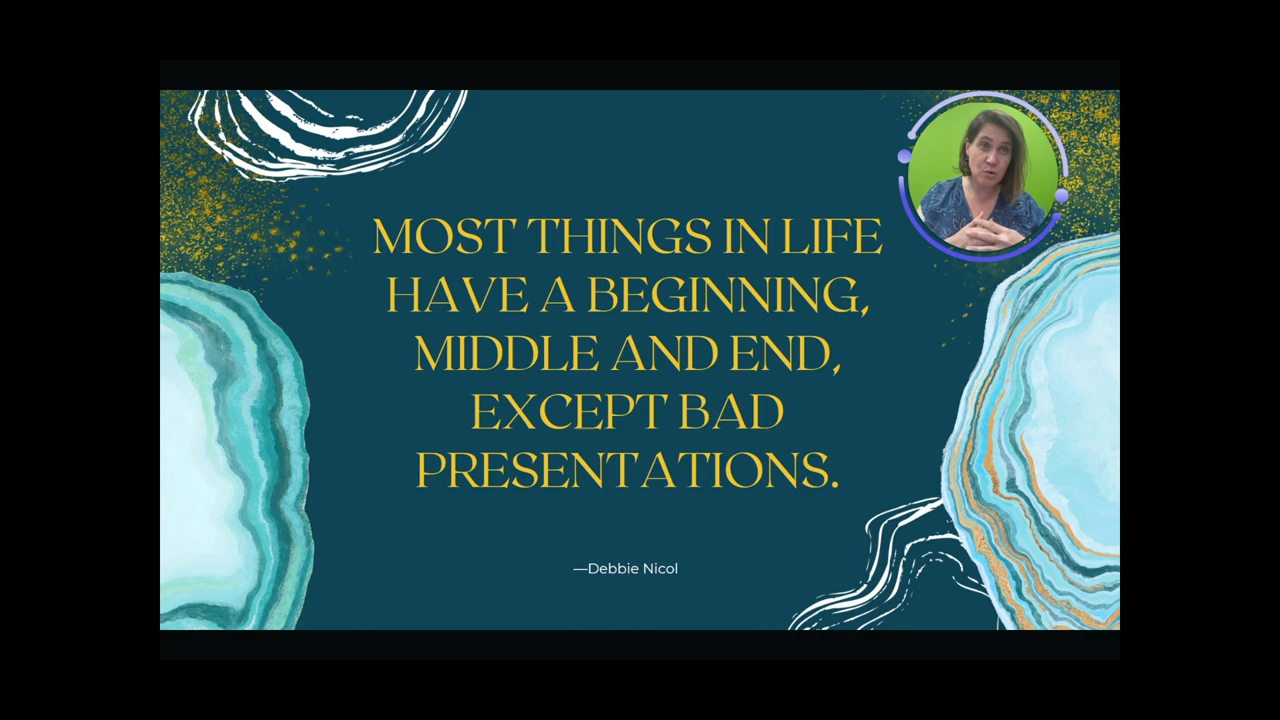 MOST THINGS IN LIFE
HAVE A BEGINNING,
MIDDLE AND END,
EXCEPT BAD
PRESENTATIONS.
—Debbie Nicol